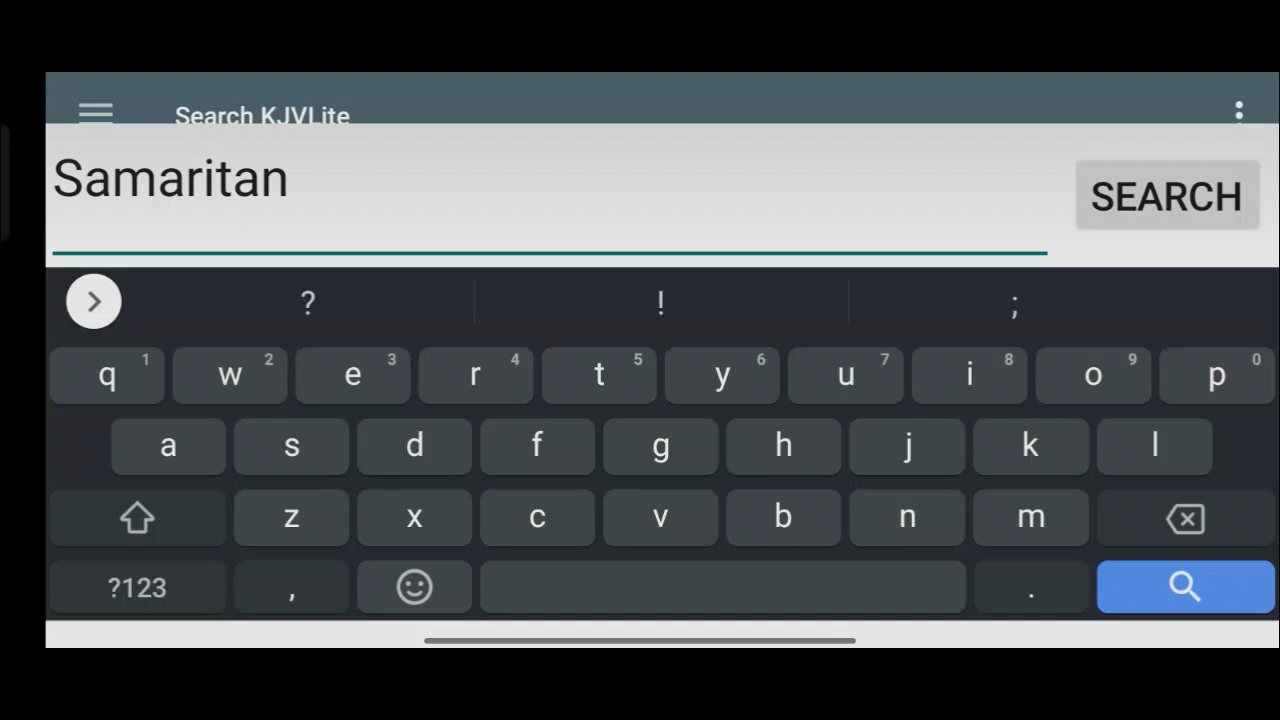 Search KJVLite
Samaritan
SEARCH
? ! ;
q 1 w 2 e 3 r 4 t 5 y 6 u 7 i 8 o 9 p 0
a s d f g h j k l
z x c v b n m
?123 , .